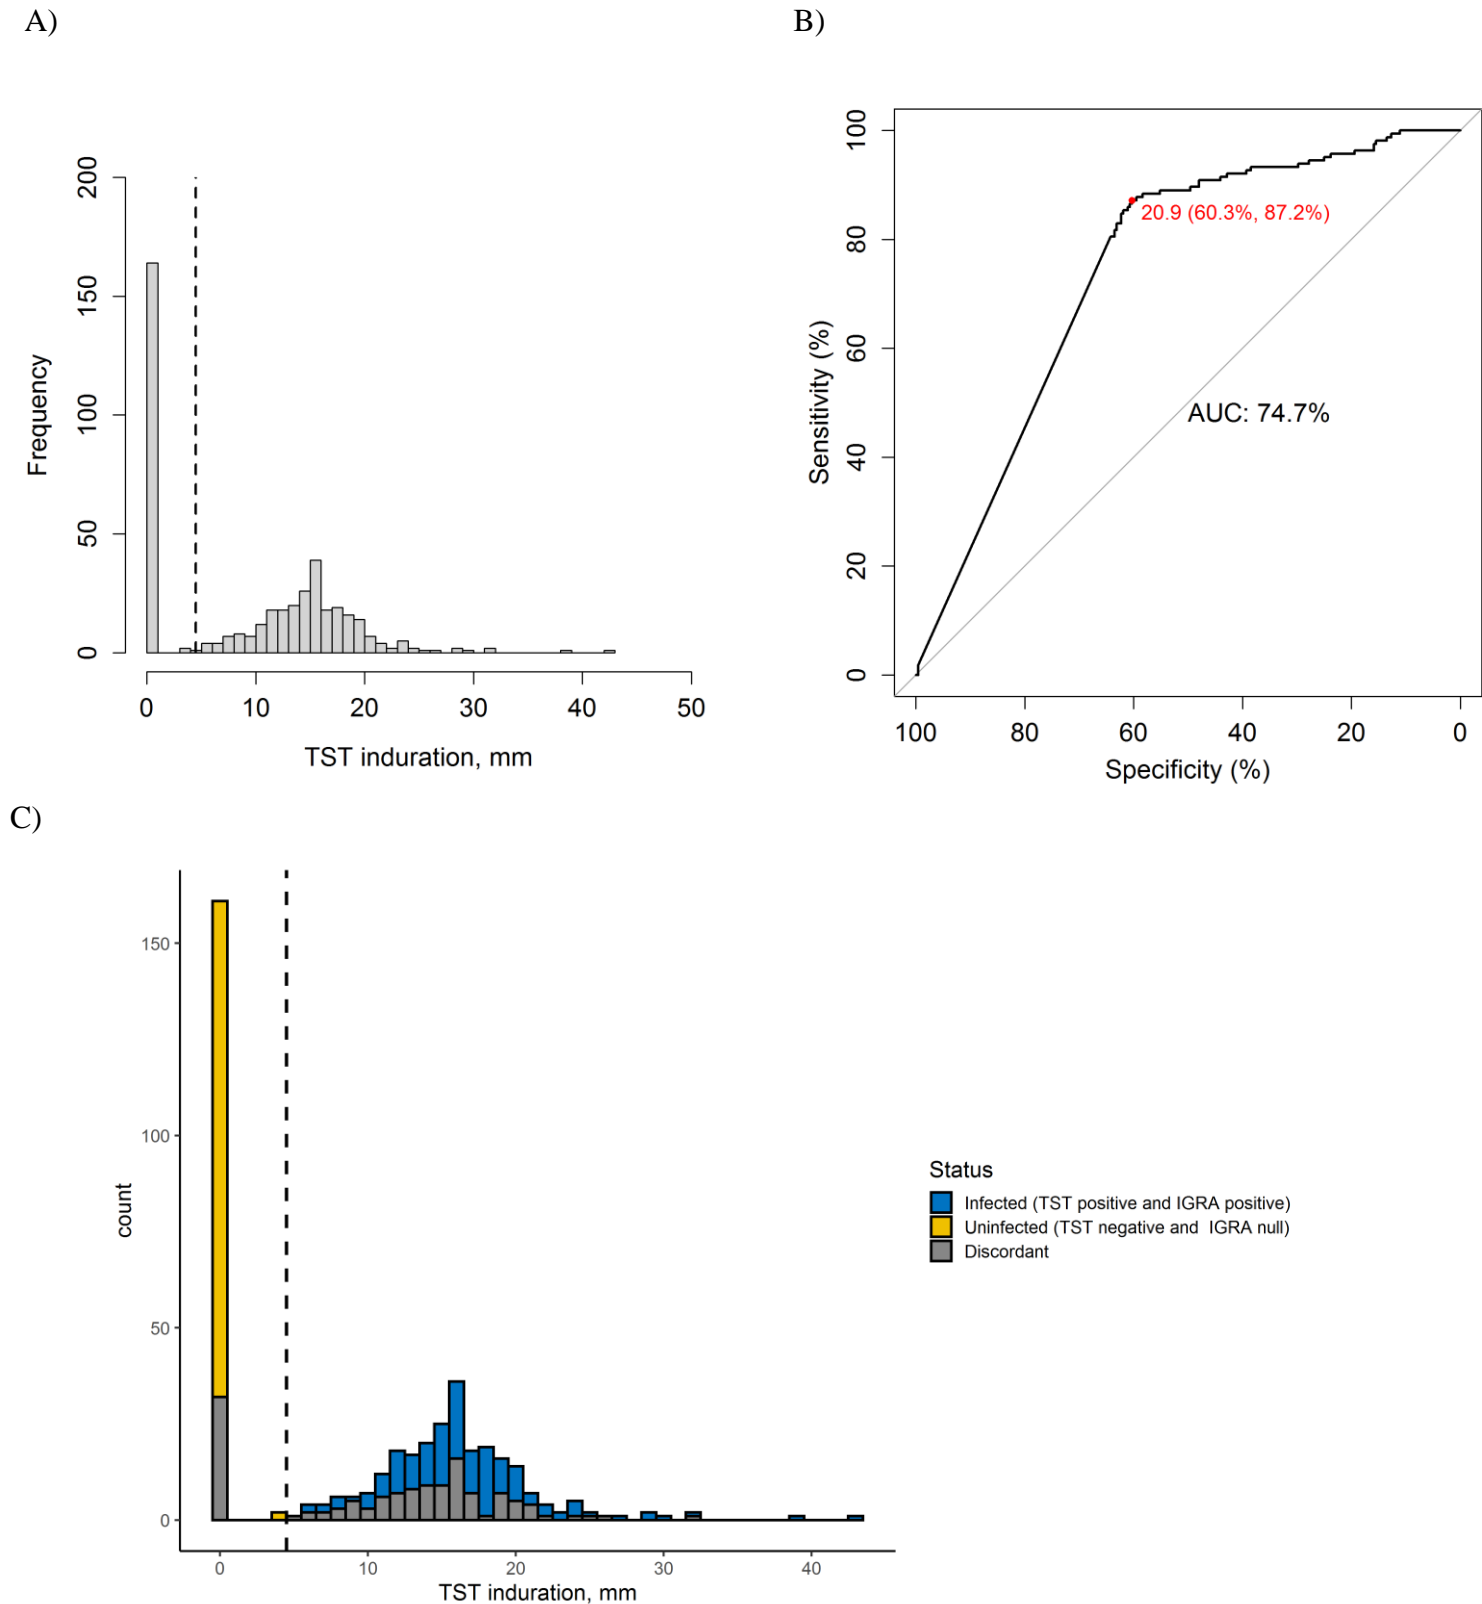 A)
B)
200
150
100
50
0
Frequency
0 10 20 30 40 50
TST induration, mm
100
80
60
40
20
0
Sensitivity (%)
20.9 (60.3%, 87.2%)
AUC: 74.7%
100 80 60 40 20 0
Specificity (%)
C)
150
100
50
0
count
0 10 20 30 40
TST induration, mm
Status
Infected (TST positive and IGRA positive)
Uninfected (TST negative and  IGRA null)
Discordant